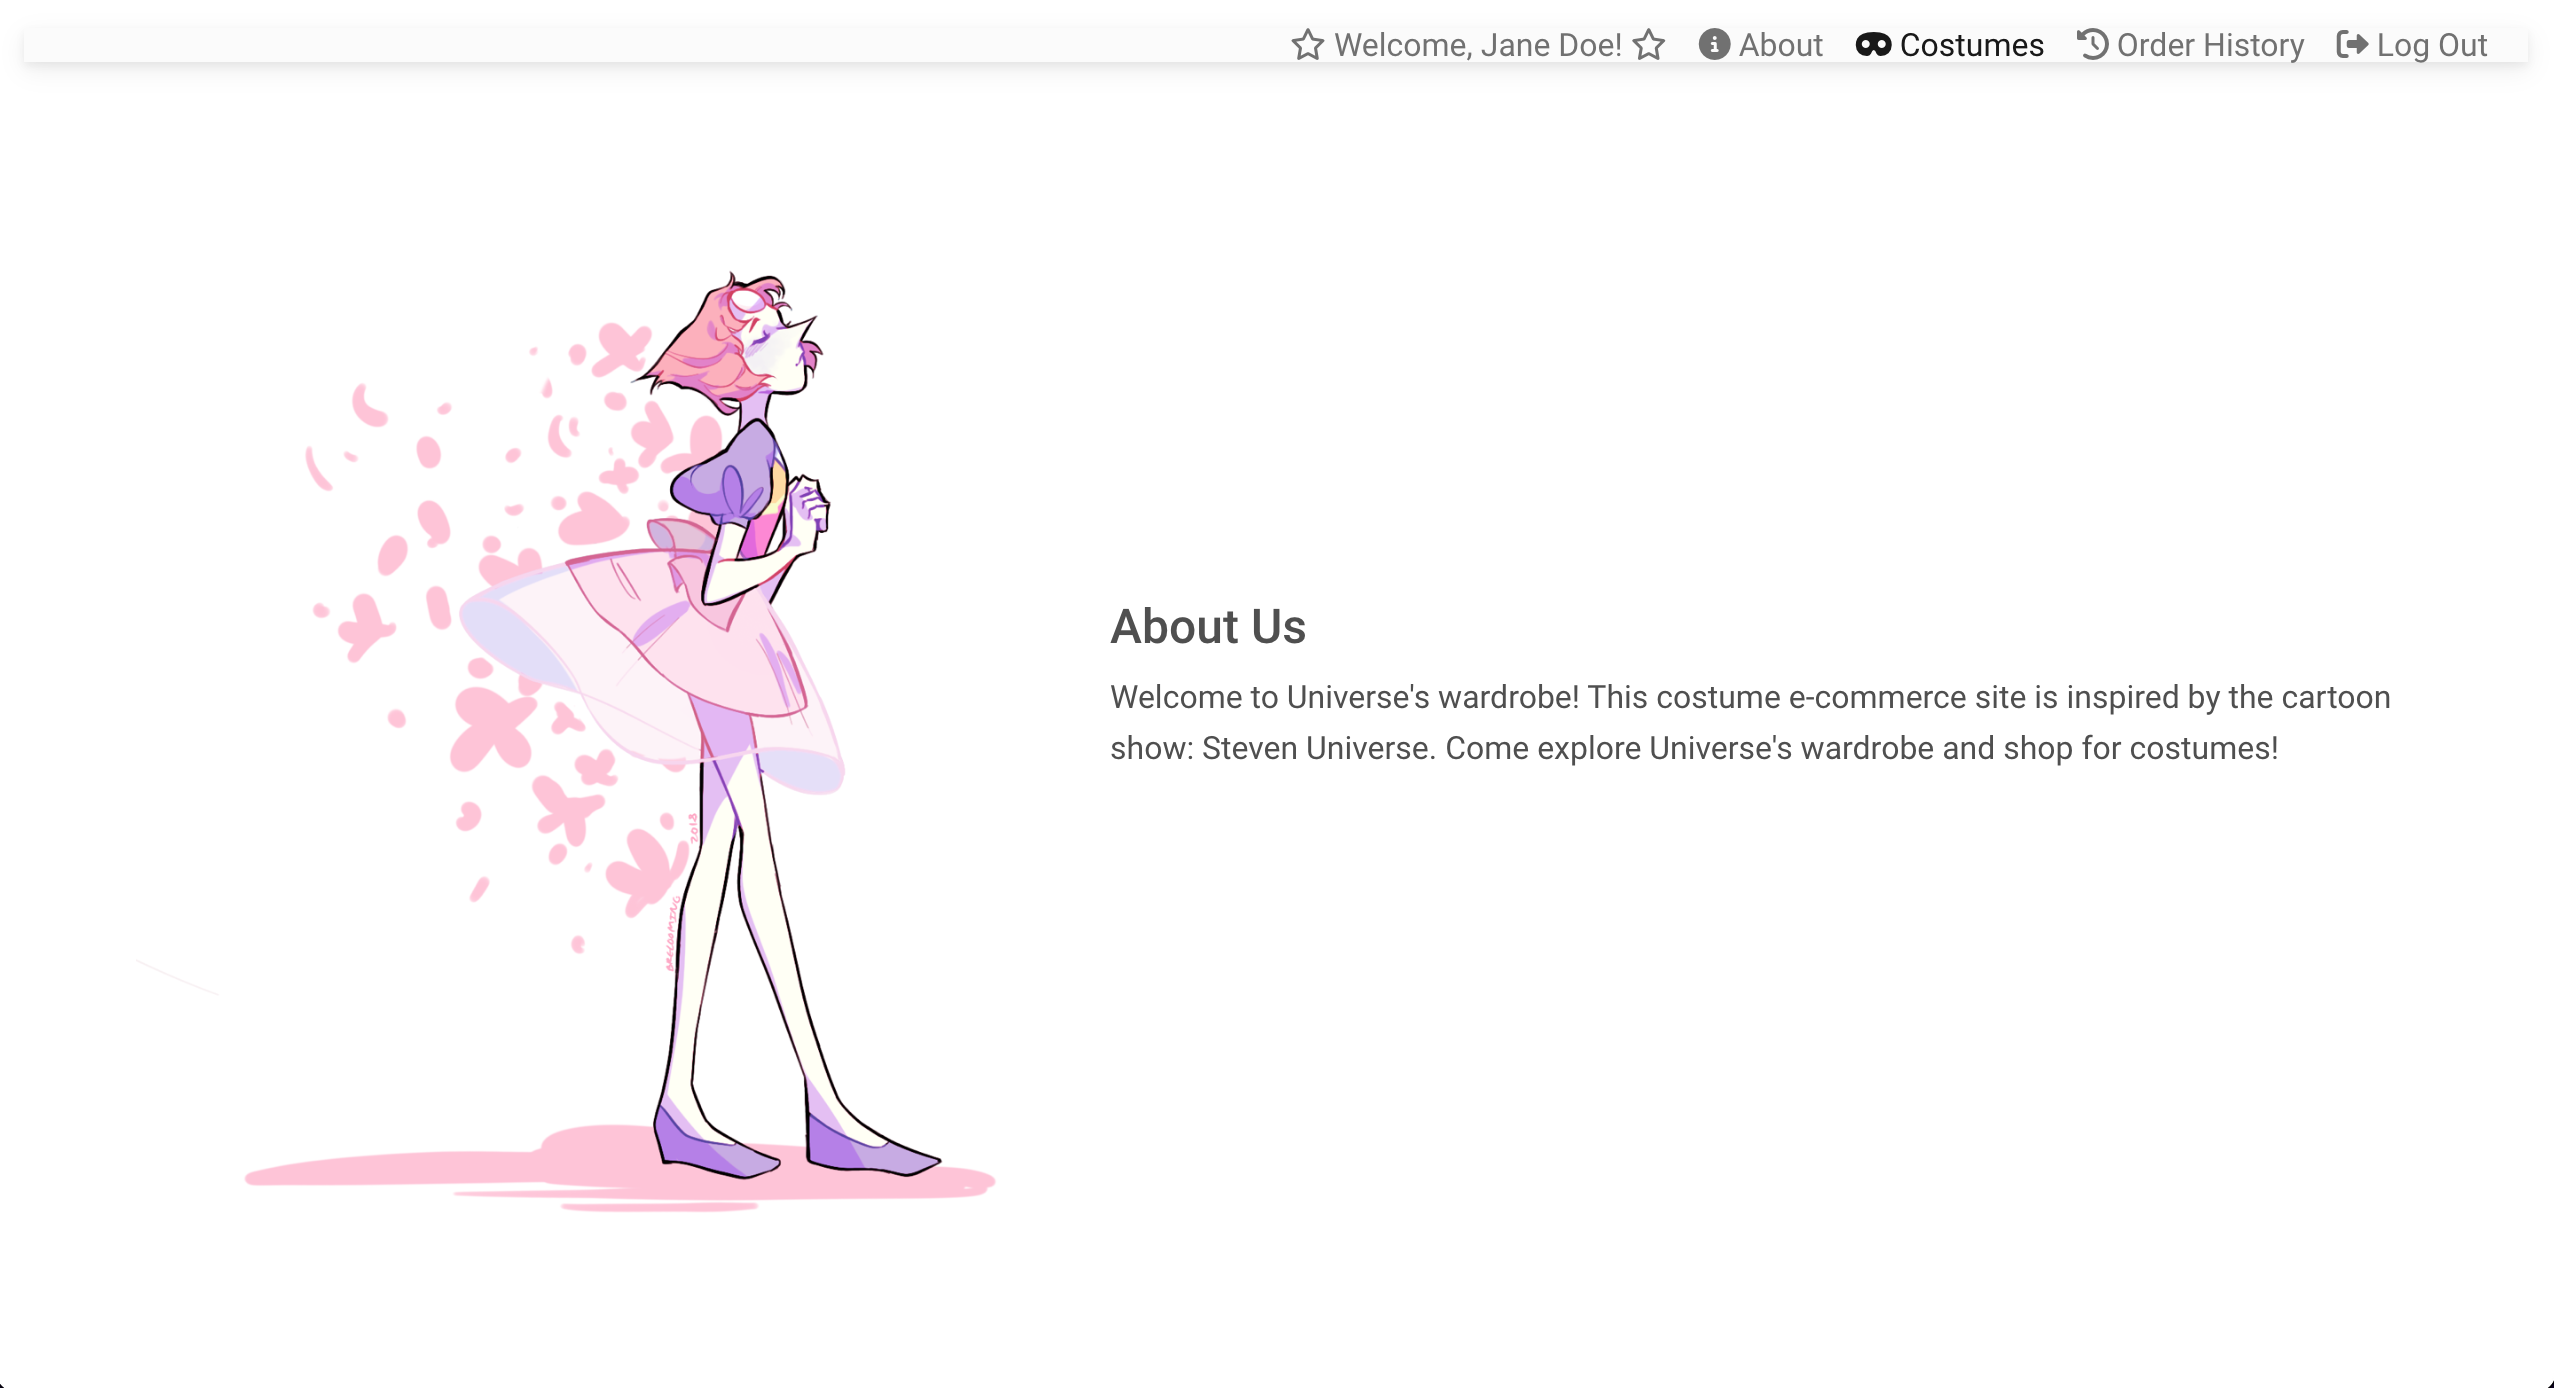 Welcome, Jane Doe! About Costumes Order History Log Out
About Us
Welcome to Universe's wardrobe! This costume e-commerce site is inspired by the cartoon
show: Steven Universe. Come explore Universe's wardrobe and shop for costumes!
2018